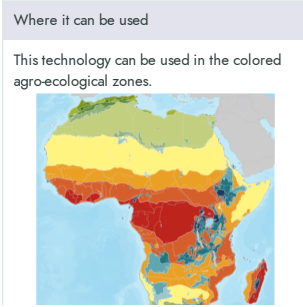 Where it can be used
This technology can be used in the colored
agro-ecological zones.